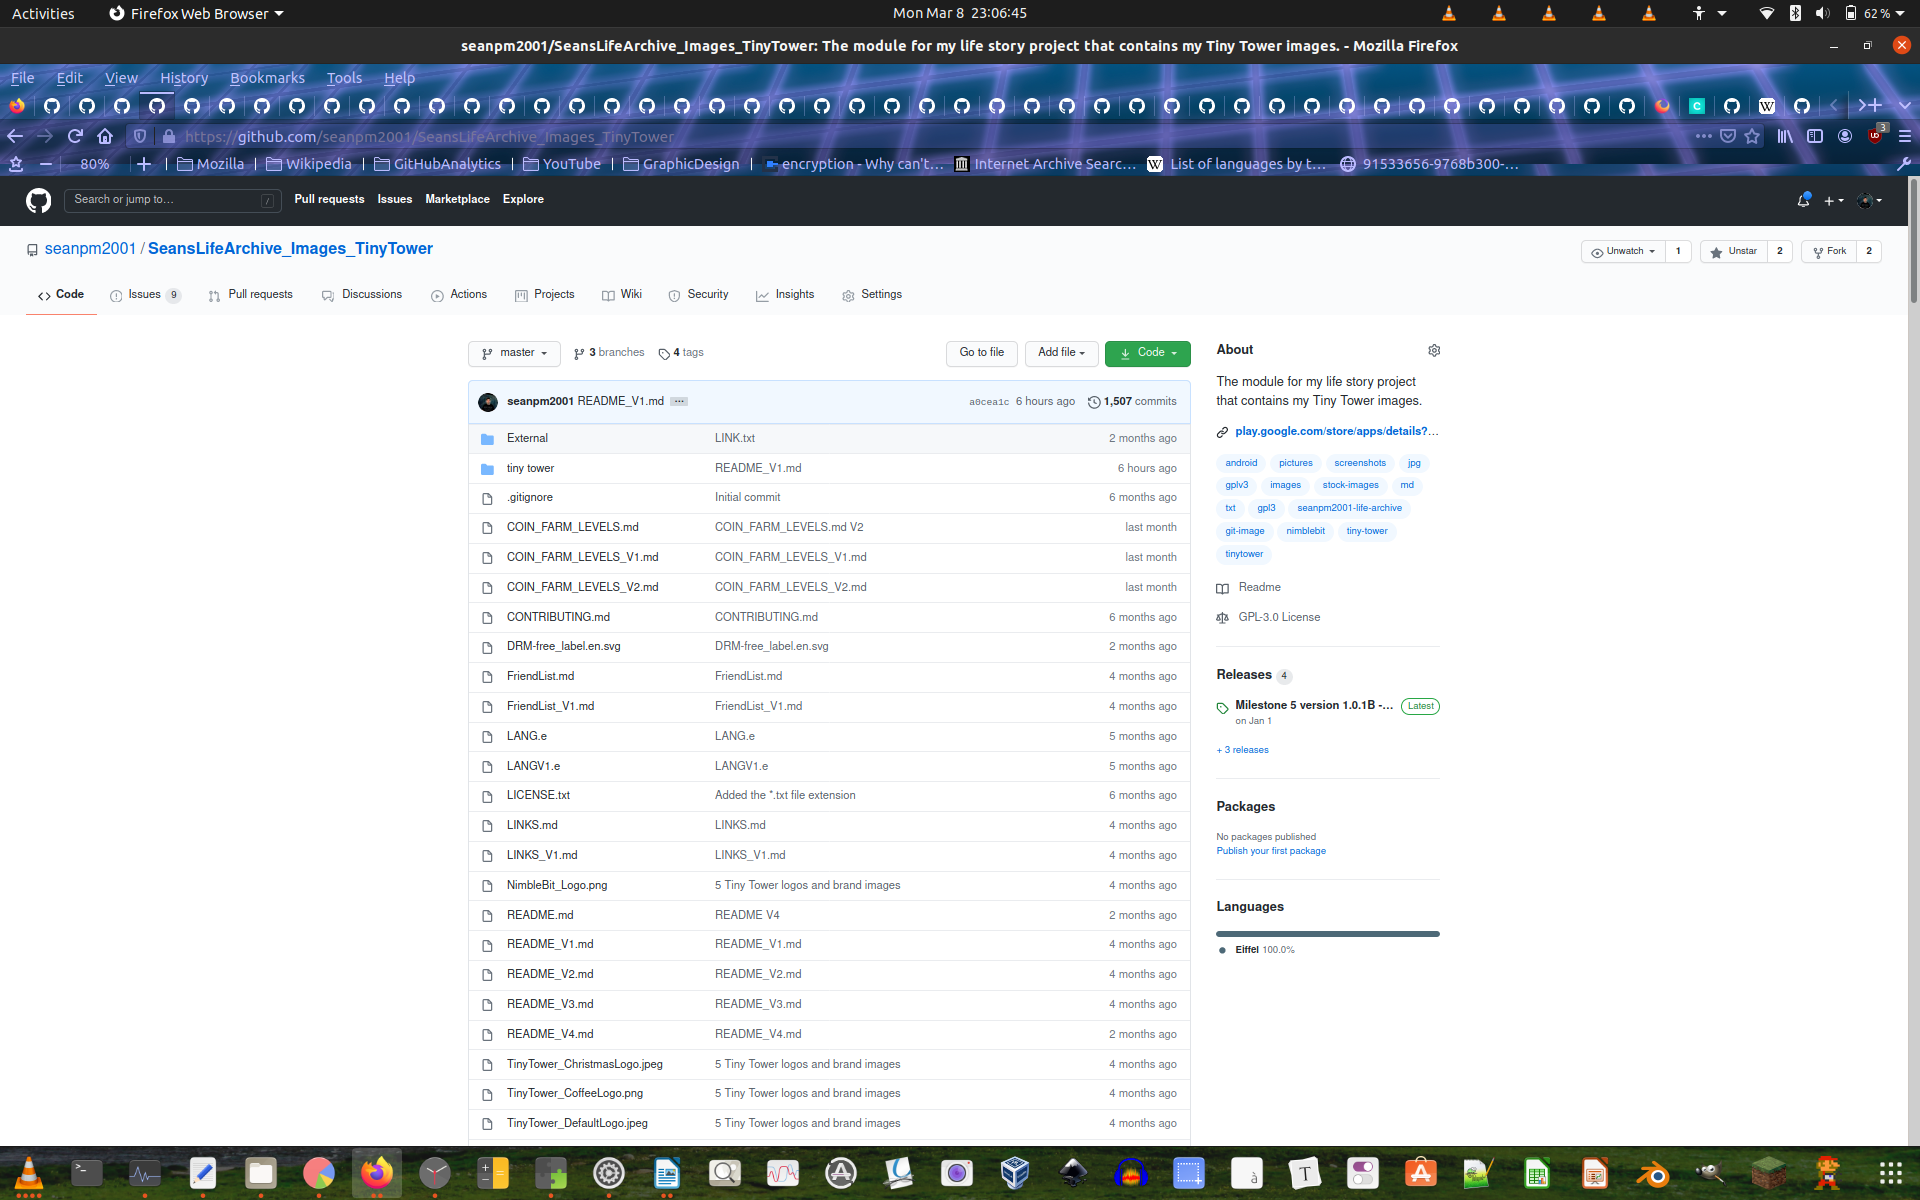 Activities Firefox Web Browser Mon Mar 8 23:06:45 62 %
seanpm2001/SeansLifeArchive_Images_TinyTower: The module for my life story project that contains my Tiny Tower images. - Mozilla Firefox
File Edit View History Bookmarks Tools Help
https://github.com/seanpm2001/SeansLifeArchive_Images_TinyTower 3
80% Mozilla Wikipedia GitHubAnalytics YouTube GraphicDesign encryption - Why can't… Internet Archive Searc… List of languages by t… 91533656-9768b300-…
Search or jump to… / Pull requests Issues Marketplace Explore
seanpm2001 / SeansLifeArchive_Images_TinyTower Unwatch 1 Unstar 2 Fork 2
Code Issues 9 Pull requests Discussions Actions Projects Wiki Security Insights Settings
master 3 branches 4 tags Go to file Add file Code
seanpm2001 README_V1.md ··· a0cea1c 6 hours ago 1,507 commits
External LINK.txt 2 months ago
tiny tower README_V1.md 6 hours ago
.gitignore Initial commit 6 months ago
COIN_FARM_LEVELS.md COIN_FARM_LEVELS.md V2 last month
COIN_FARM_LEVELS_V1.md COIN_FARM_LEVELS_V1.md last month
COIN_FARM_LEVELS_V2.md COIN_FARM_LEVELS_V2.md last month
CONTRIBUTING.md CONTRIBUTING.md 6 months ago
DRM-free_label.en.svg DRM-free_label.en.svg 2 months ago
FriendList.md FriendList.md 4 months ago
FriendList_V1.md FriendList_V1.md 4 months ago
LANG.e LANG.e 5 months ago
LANGV1.e LANGV1.e 5 months ago
LICENSE.txt Added the *.txt file extension 6 months ago
LINKS.md LINKS.md 4 months ago
LINKS_V1.md LINKS_V1.md 4 months ago
NimbleBit_Logo.png 5 Tiny Tower logos and brand images 4 months ago
README.md README V4 2 months ago
README_V1.md README_V1.md 4 months ago
README_V2.md README_V2.md 4 months ago
README_V3.md README_V3.md 4 months ago
README_V4.md README_V4.md 2 months ago
TinyTower_ChristmasLogo.jpeg 5 Tiny Tower logos and brand images 4 months ago
TinyTower_CoffeeLogo.png 5 Tiny Tower logos and brand images 4 months ago
TinyTower_DefaultLogo.jpeg 5 Tiny Tower logos and brand images 4 months ago
About
The module for my life story project
that contains my Tiny Tower images.
play.google.com/store/apps/details?…
android pictures screenshots jpg
gplv3 images stock-images md
txt gpl3 seanpm2001-life-archive
git-image nimblebit tiny-tower
tinytower
Readme
GPL-3.0 License
Releases 4
Milestone 5 version 1.0.1B -… Latest
on Jan 1
+ 3 releases
Packages
No packages published
Publish your first package
Languages
Eiffel 100.0%